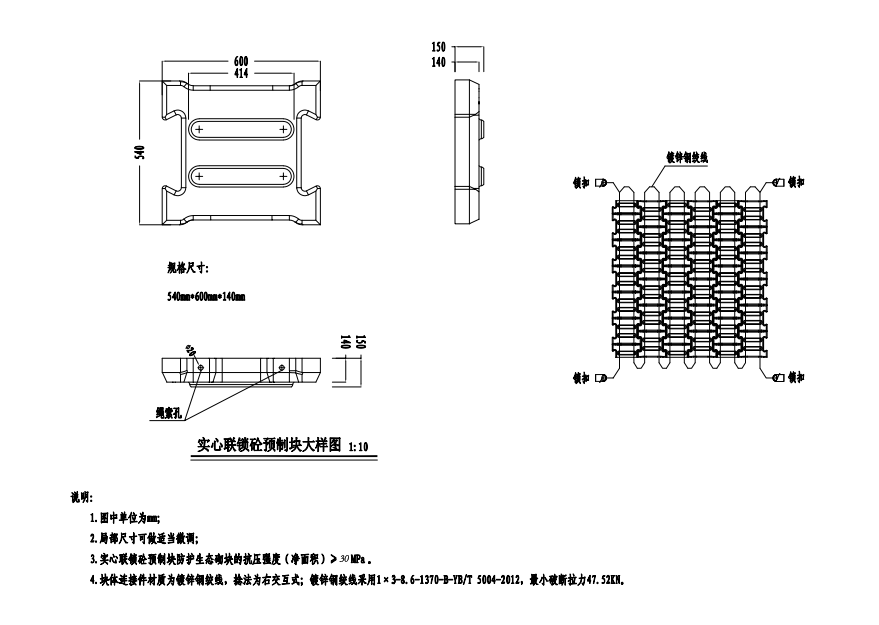 600
414
540
150
140
镀锌钢绞线
锁扣
锁扣
规格尺寸:
540mm*600mm*140mm
φ20
140
150
绳索孔
锁扣
锁扣
实心联锁砼预制块大样图 1:10
说明:
1.图中单位为mm;
2.局部尺寸可做适当微调;
3.实心联锁砼预制块防护生态砌块的抗压强度(净面积)≥30MPa。
4.块体连接件材质为镀锌钢绞线,捻法为右交互式;镀锌钢绞线采用1×3-8.6-1370-B-YB/T 5004-2012,最小破断拉力47.52KN。